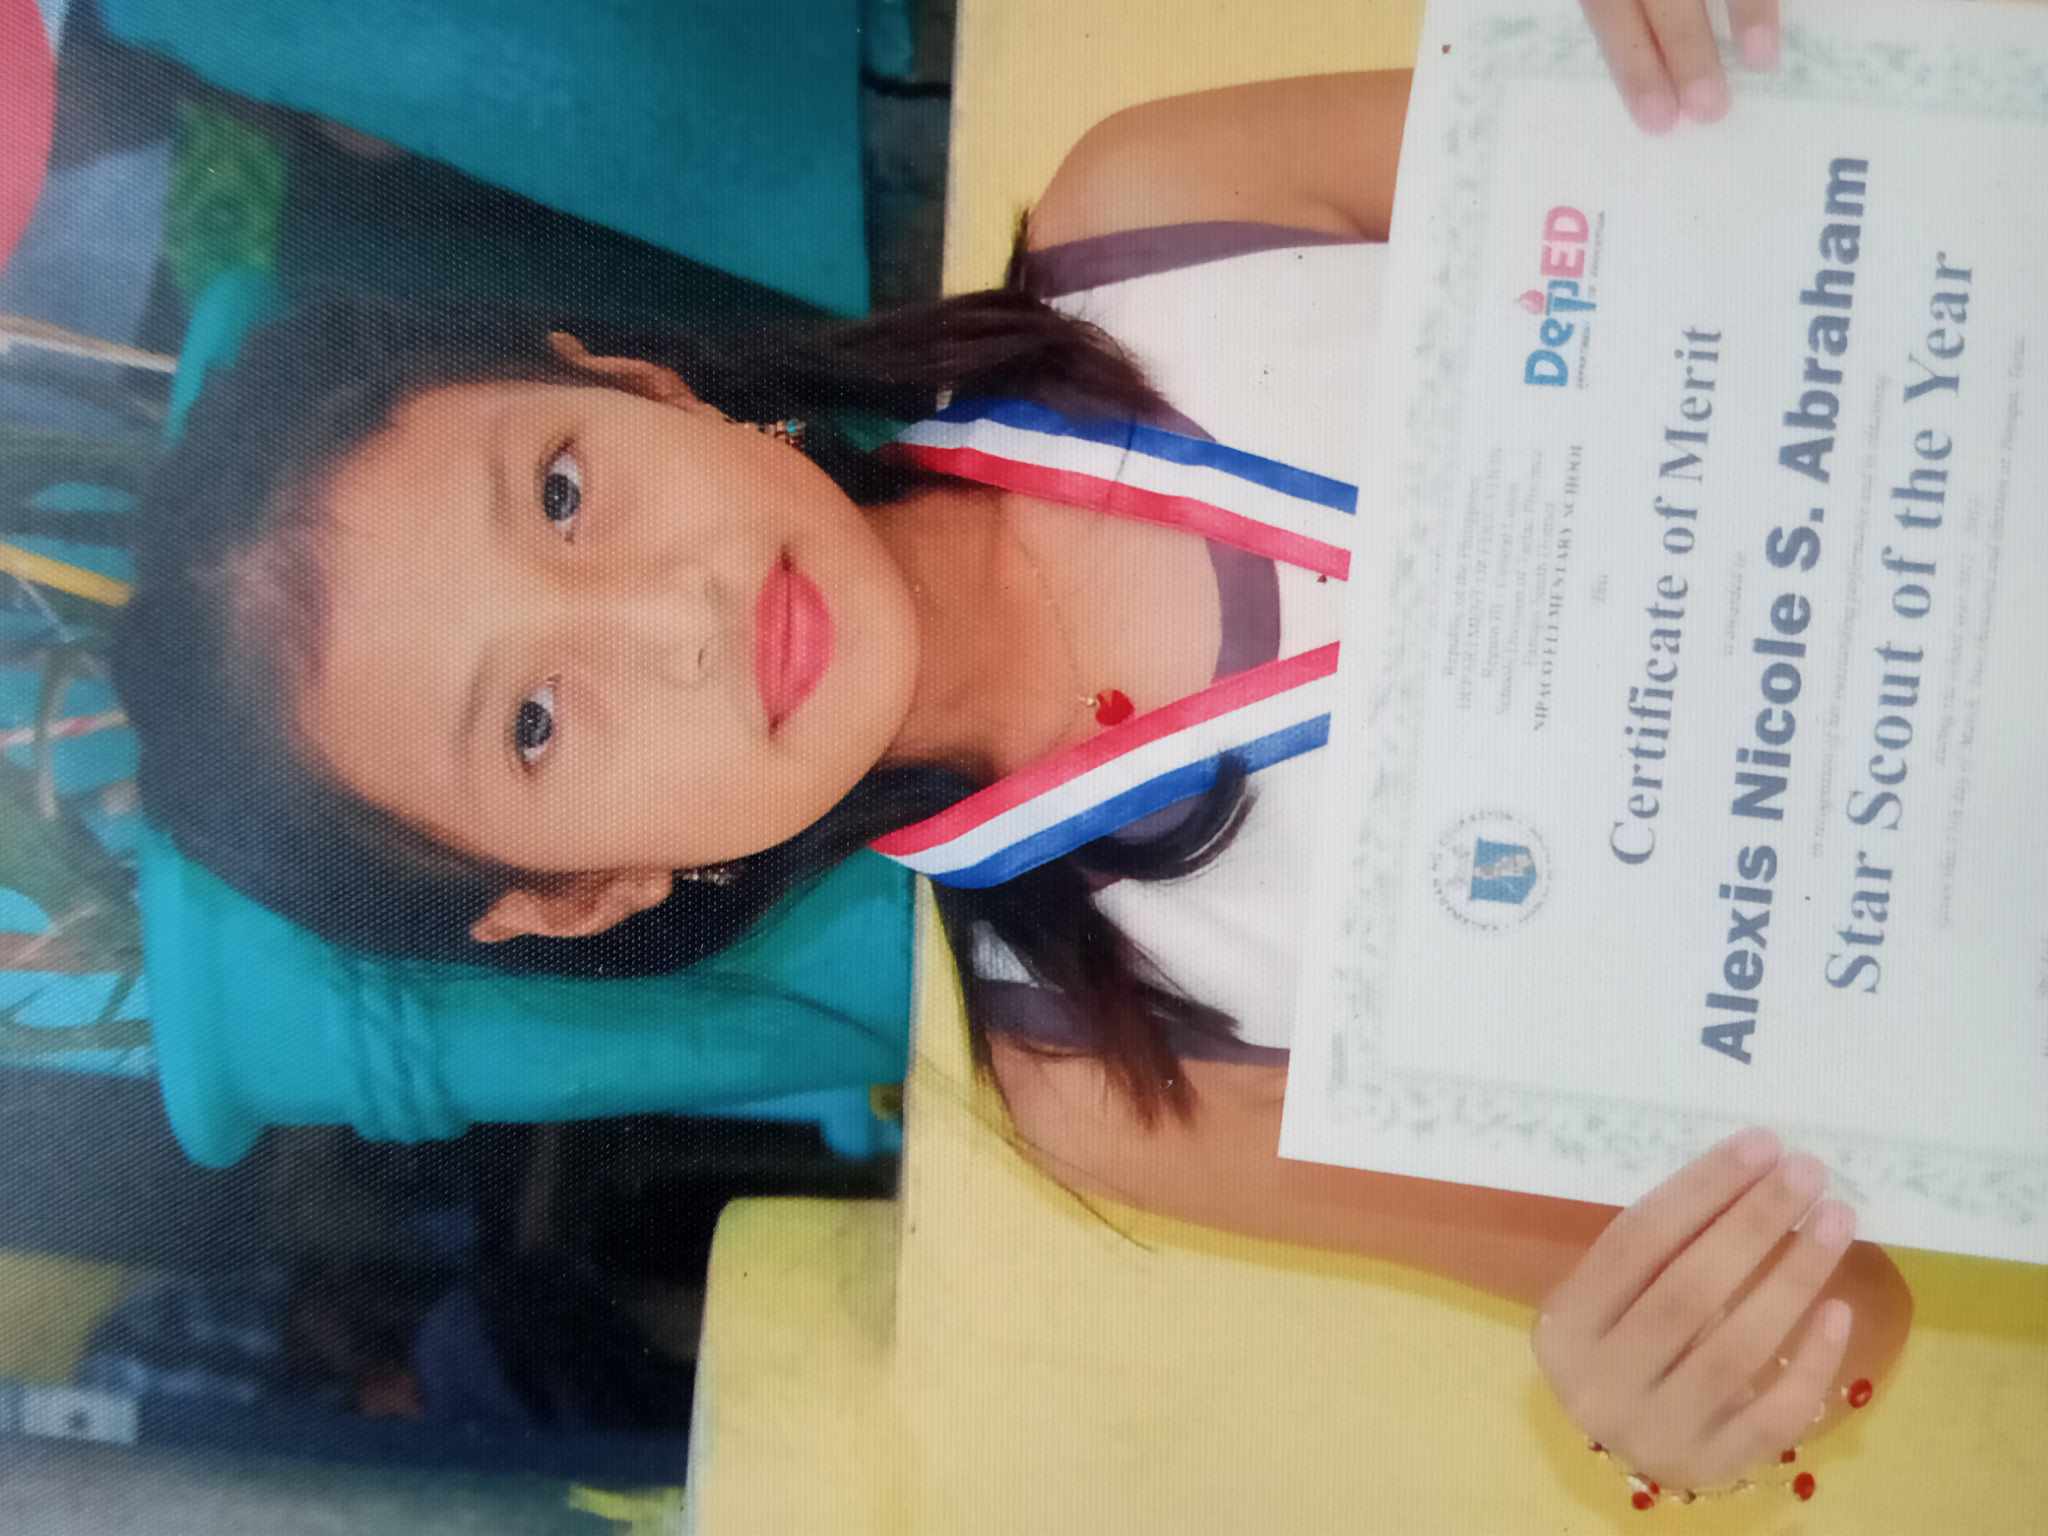 Republic of the Philippines
DEPARTMENT OF EDUCATION
Region III - Central Luzon
Schools Division of Tarlac Province
Paniqui South District
NIPACO ELEMENTARY SCHOOL
DepED
DEPARTMENT OF EDUCATION
this
Certificate of Merit
is awarded to
Alexis Nicole S. Abraham
in recognition of her outstanding performance and in obtaining
Star Scout of the Year
during the school year
given this day of March, Two thousand and at Paniqui, Tarlac